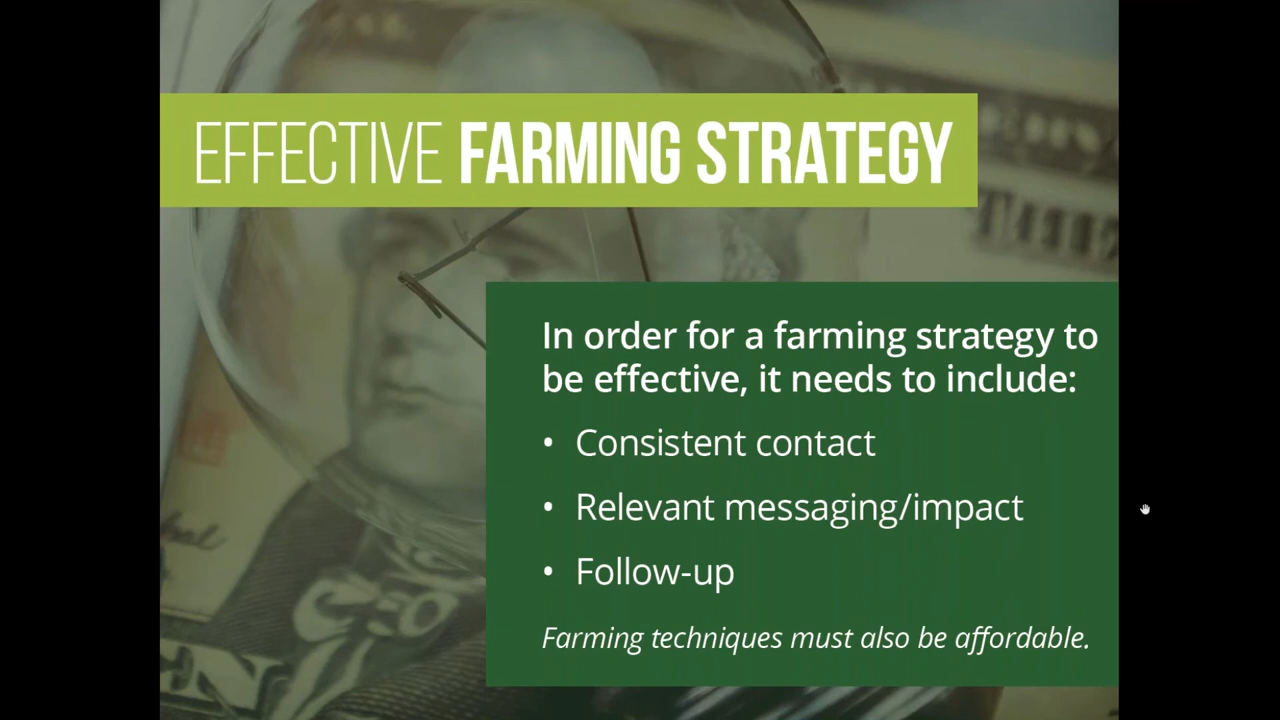 EFFECTIVE FARMING STRATEGY
In order for a farming strategy to
be effective, it needs to include:
• Consistent contact
• Relevant messaging/impact
• Follow-up
Farming techniques must also be affordable.